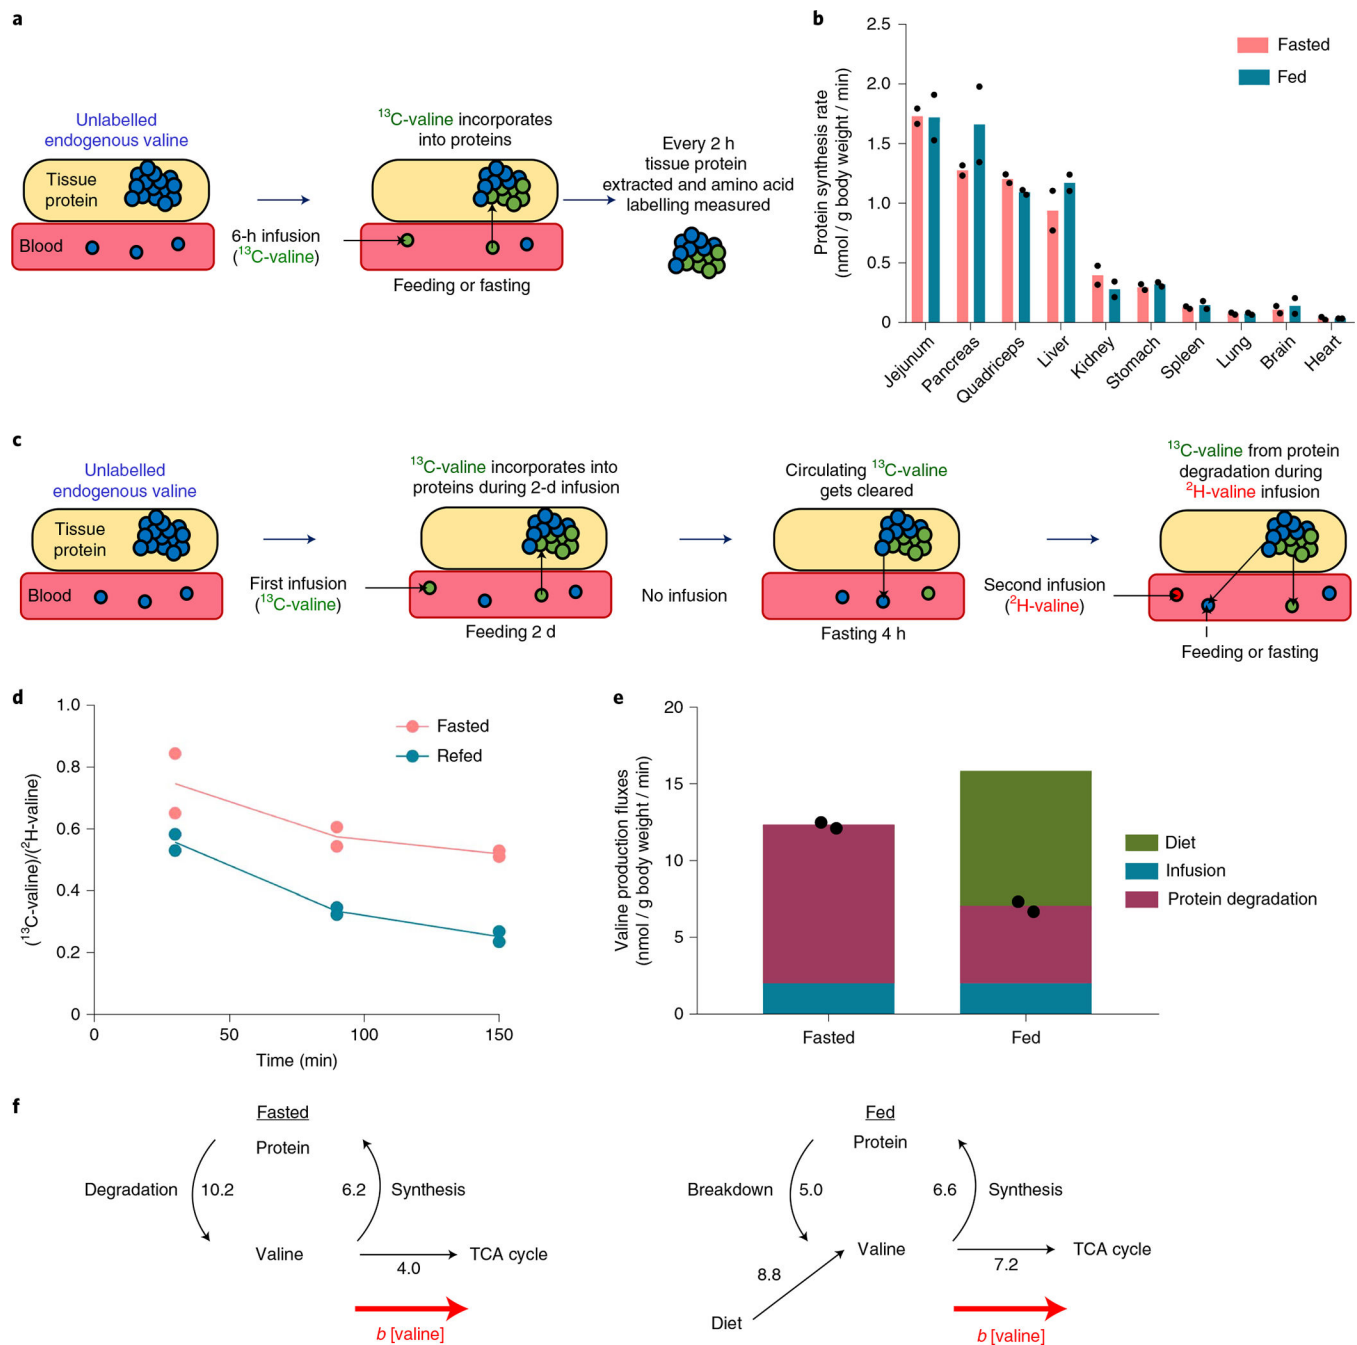 a
Unlabelled
endogenous valine
Tissue
protein
Blood
6-h infusion
(¹³C-valine)
¹³C-valine incorporates
into proteins
Feeding or fasting
Every 2 h
tissue protein
extracted and amino acid
labelling measured
b
Protein synthesis rate
(nmol / g body weight / min)
2.5
2.0
1.5
1.0
0.5
0
Fasted
Fed
Jejunum
Pancreas
Quadriceps
Liver
Kidney
Stomach
Spleen
Lung
Brain
Heart
c
Unlabelled
endogenous valine
Tissue
protein
Blood
First infusion
(¹³C-valine)
¹³C-valine incorporates into
proteins during 2-d infusion
Feeding 2 d
No infusion
Circulating ¹³C-valine
gets cleared
Fasting 4 h
Second infusion
(²H-valine)
¹³C-valine from protein
degradation during
²H-valine infusion
Feeding or fasting
d
(¹³C-valine)/(²H-valine)
1.0
0.8
0.6
0.4
0.2
0
0
50
100
150
Time (min)
Fasted
Refed
e
Valine production fluxes
(nmol / g body weight / min)
20
15
10
5
0
Fasted
Fed
Diet
Infusion
Protein degradation
f
Fasted
Protein
Degradation
10.2
6.2
Synthesis
Valine
TCA cycle
4.0
b [valine]
Fed
Protein
Breakdown
5.0
6.6
Synthesis
Valine
TCA cycle
8.8
7.2
Diet
b [valine]